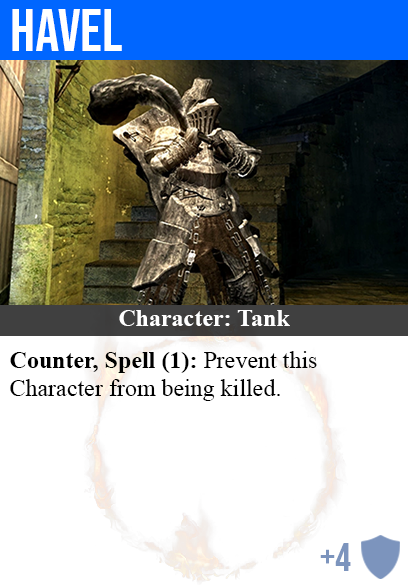 HAVEL
Character: Tank
Counter, Spell (1): Prevent this
Character from being killed.
+4